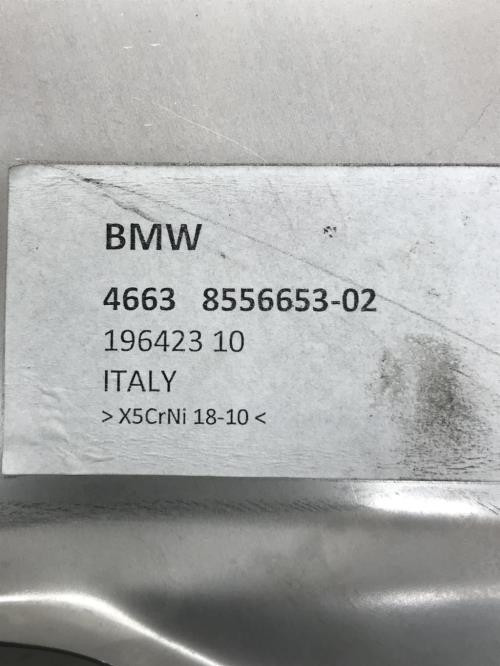 BMW
4663 8556653-02
196423 10
ITALY
> X5CrNi 18-10 <